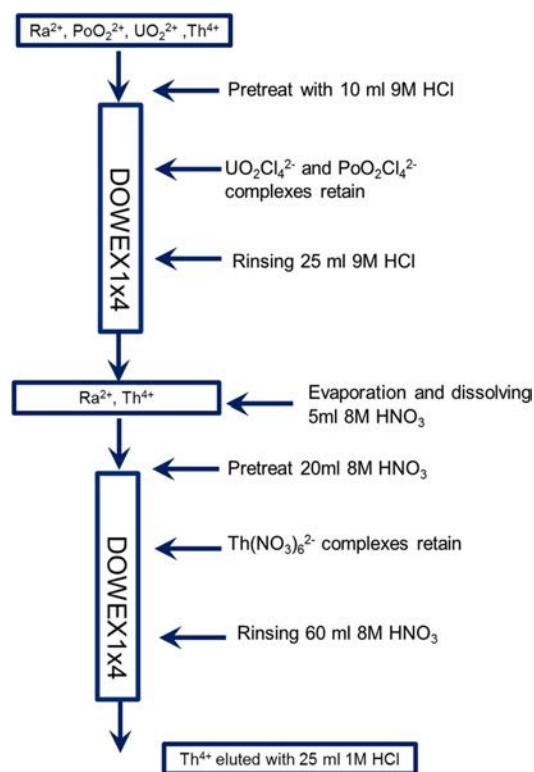 Ra²⁺, PoO₂²⁺, UO₂²⁺ ,Th⁴⁺
Pretreat with 10 ml 9M HCl
DOWEX1x4
UO₂Cl₄²⁻ and PoO₂Cl₄²⁻
complexes retain
Rinsing 25 ml 9M HCl
Ra²⁺, Th⁴⁺
Evaporation and dissolving
5ml 8M HNO₃
Pretreat 20ml 8M HNO₃
DOWEX1x4
Th(NO₃)₆²⁻ complexes retain
Rinsing 60 ml 8M HNO₃
Th⁴⁺ eluted with 25 ml 1M HCl